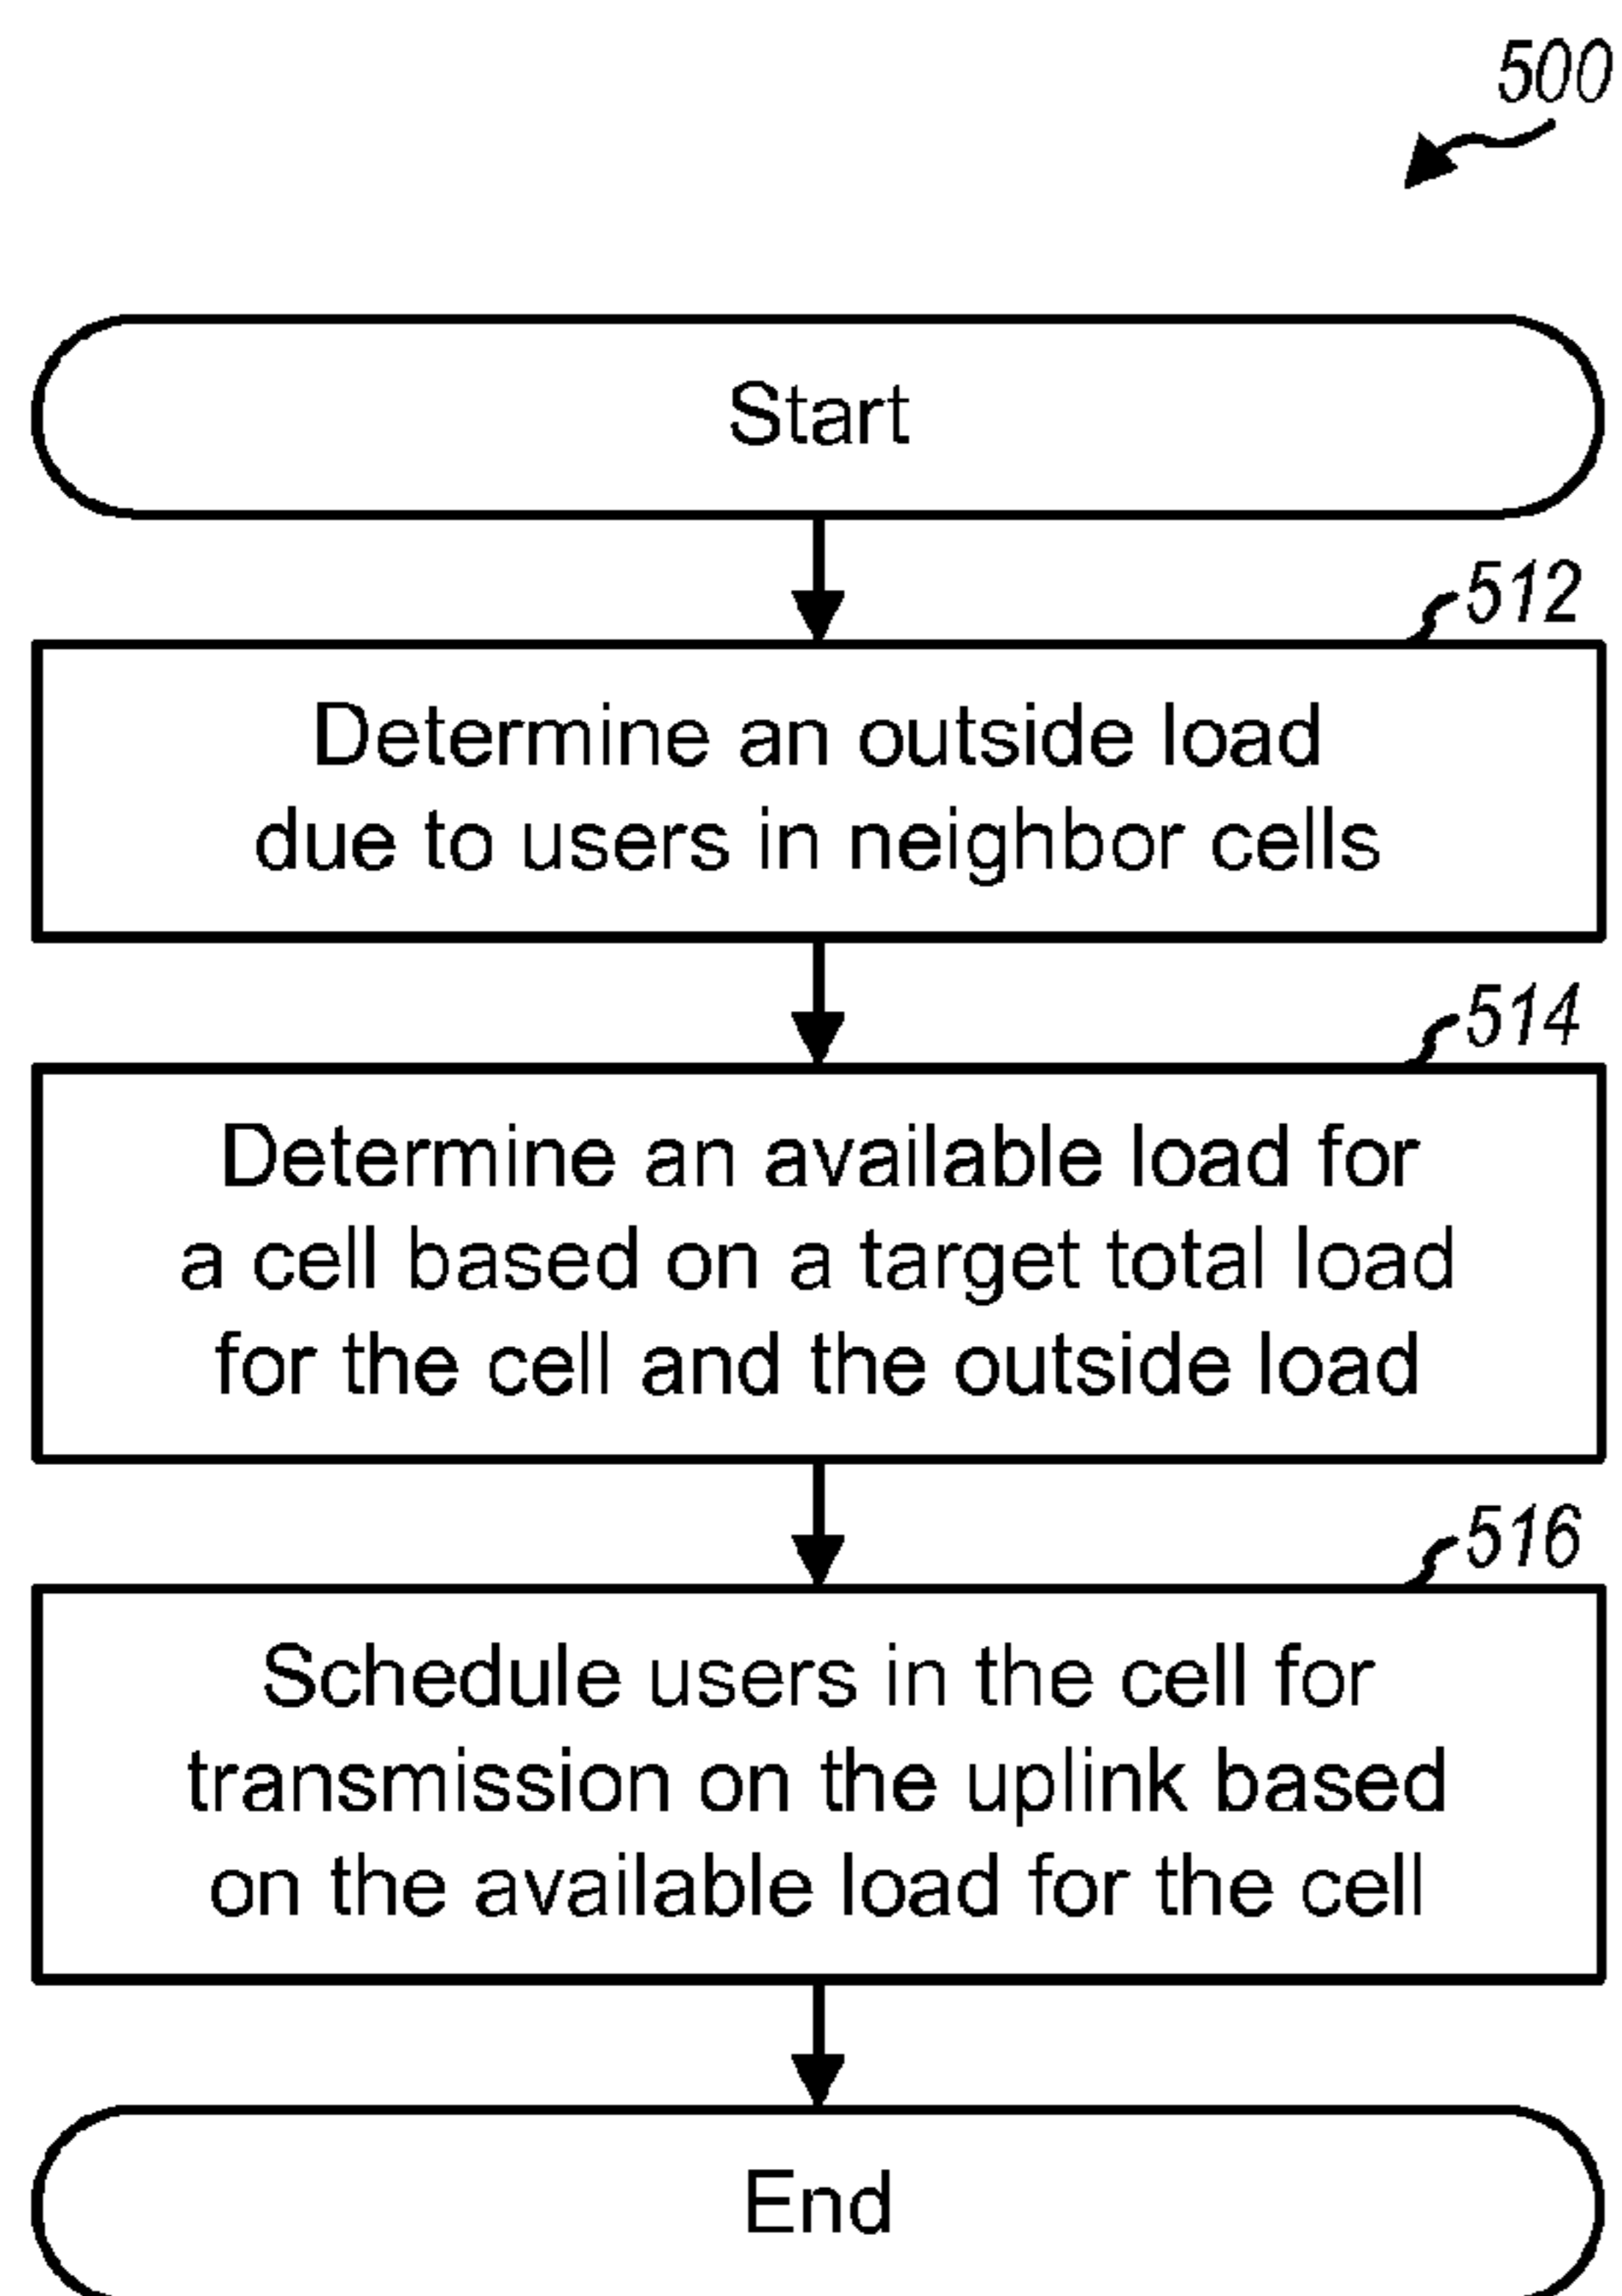 500
Start
512
Determine an outside load
due to users in neighbor cells
514
Determine an available load for
a cell based on a target total load
for the cell and the outside load
516
Schedule users in the cell for
transmission on the uplink based
on the available load for the cell
End